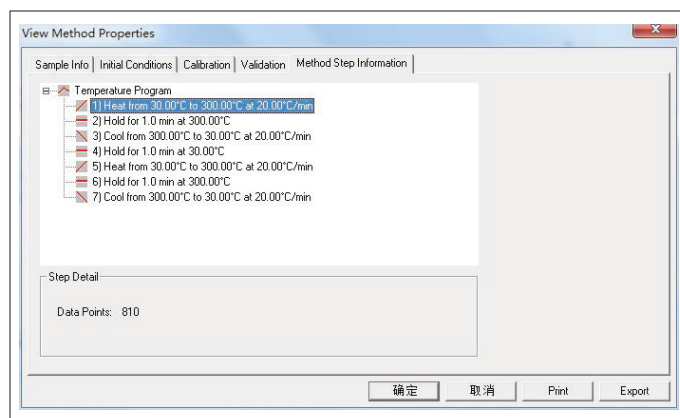 View Method Properties
Sample Info Initial Conditions Calibration Validation Method Step Information
Temperature Program
1) Heat from 30.00°C to 300.00°C at 20.00°C/min
2) Hold for 1.0 min at 300.00°C
3) Cool from 300.00°C to 30.00°C at 20.00°C/min
4) Hold for 1.0 min at 30.00°C
5) Heat from 30.00°C to 300.00°C at 20.00°C/min
6) Hold for 1.0 min at 300.00°C
7) Cool from 300.00°C to 30.00°C at 20.00°C/min
Step Detail
Data Points: 810
确定 取消 Print Export